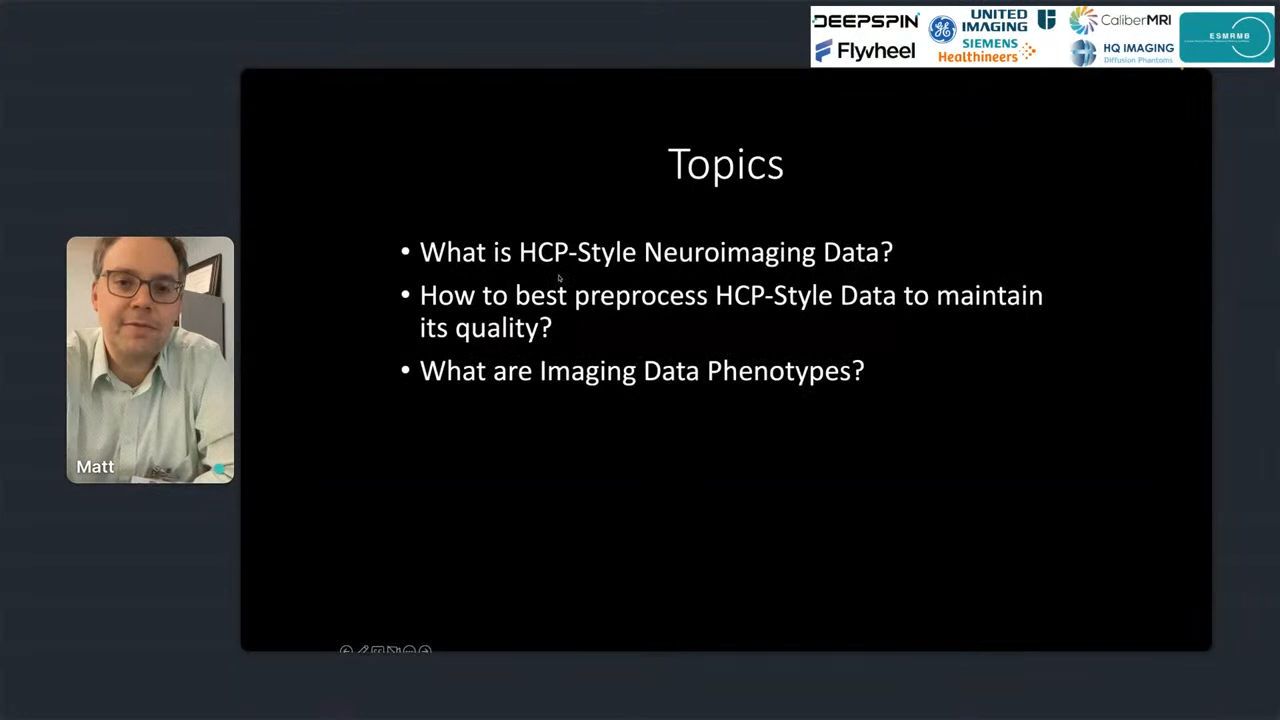 DEEPSPIN
UNITED
IMAGING
CaliberMRI
ESMRMB
Flywheel
SIEMENS
Healthineers
HQ IMAGING
Diffusion Phantoms
Topics
• What is HCP-Style Neuroimaging Data?
• How to best preprocess HCP-Style Data to maintain
its quality?
• What are Imaging Data Phenotypes?
Matt